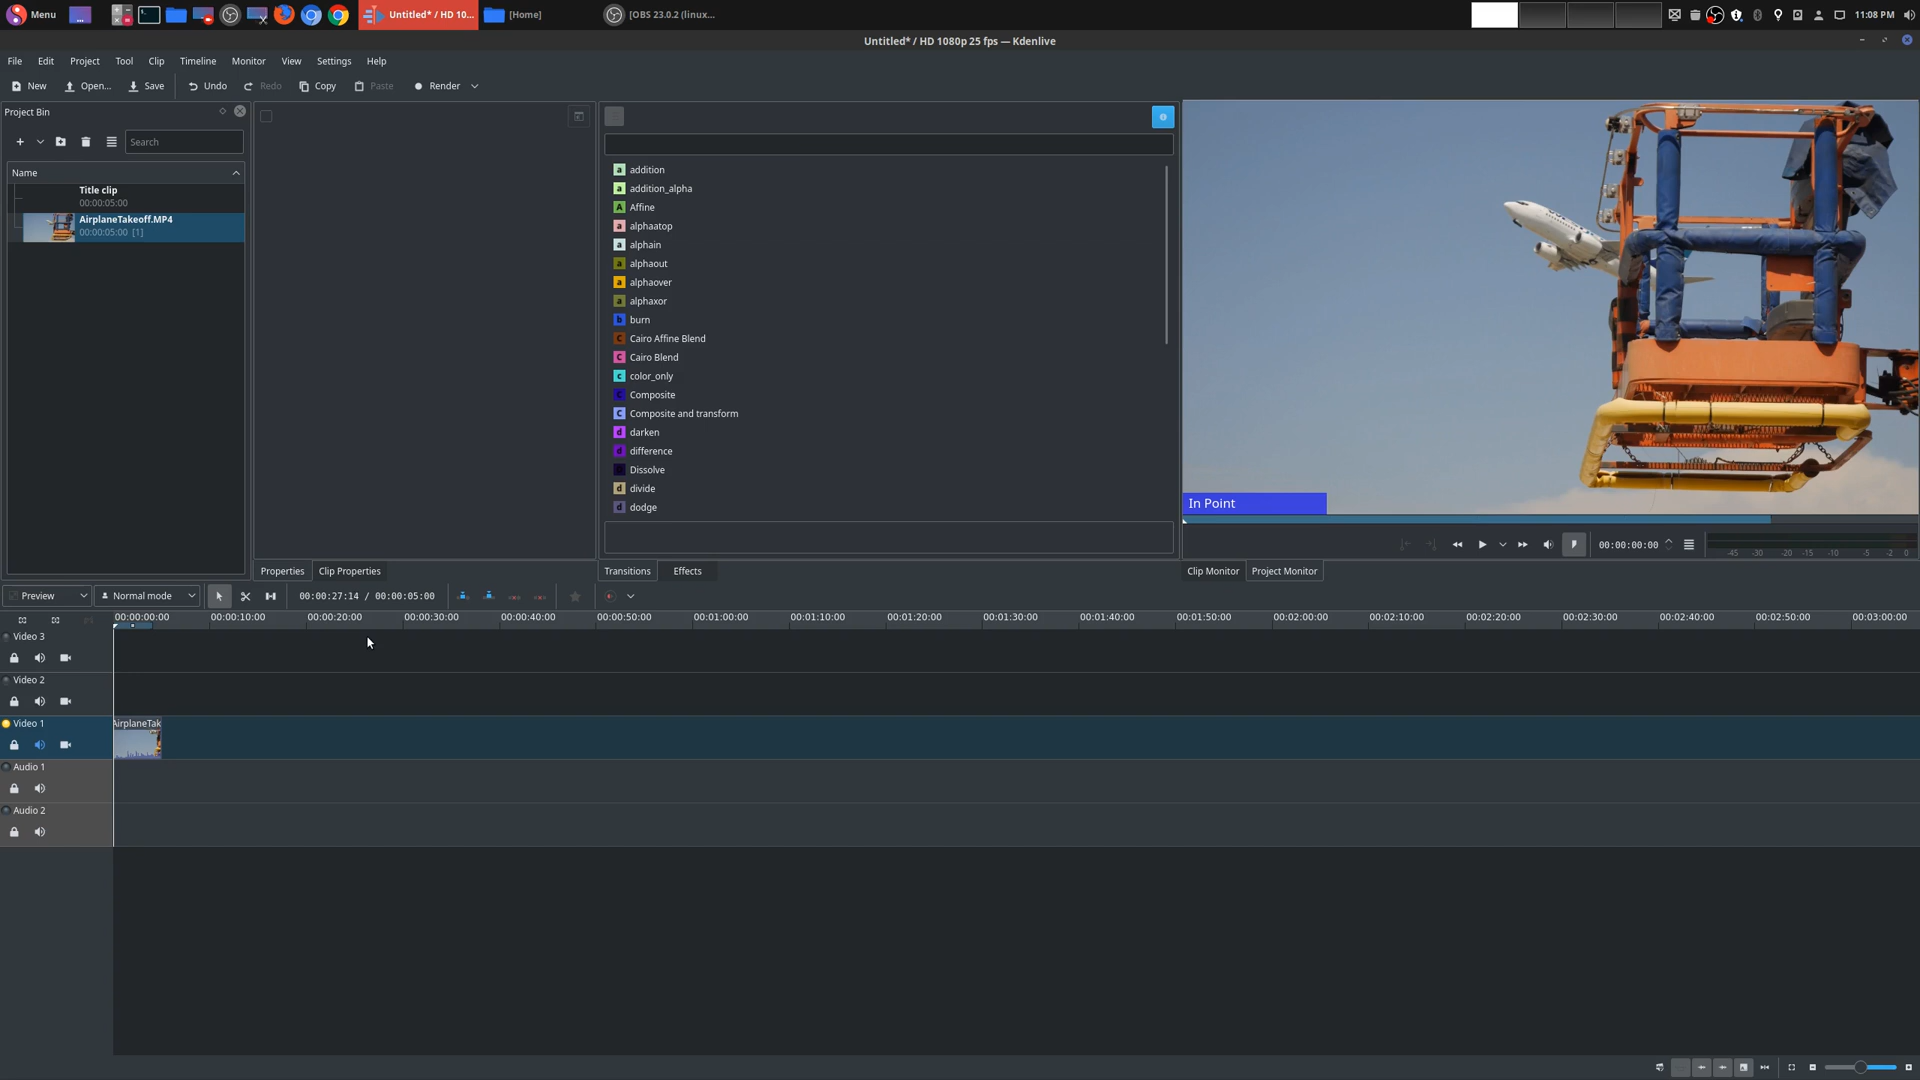 Menu
Untitled* / HD 10...
[Home]
[OBS 23.0.2 (linux...
11:08 PM
Untitled* / HD 1080p 25 fps — Kdenlive
File Edit Project Tool Clip Timeline Monitor View Settings Help
New Open... Save Undo Redo Copy Paste Render
Project Bin
Search
Name
Title clip
00:00:05:00
AirplaneTakeoff.MP4
00:00:05:00 [1]
addition
addition_alpha
Affine
alphaatop
alphain
alphaout
alphaover
alphaxor
burn
Cairo Affine Blend
Cairo Blend
color_only
Composite
Composite and transform
darken
difference
Dissolve
divide
dodge
In Point
00:00:00:00
-45 -30 -20 -15 -10 -5 -2 0
Properties Clip Properties
Transitions Effects
Clip Monitor Project Monitor
Preview Normal mode 00:00:27:14 / 00:00:05:00
00:00:00:00 00:00:10:00 00:00:20:00 00:00:30:00 00:00:40:00 00:00:50:00 00:01:00:00 00:01:10:00 00:01:20:00 00:01:30:00 00:01:40:00 00:01:50:00 00:02:00:00 00:02:10:00 00:02:20:00 00:02:30:00 00:02:40:00 00:02:50:00 00:03:00:00
Video 3
Video 2
Video 1
AirplaneTak
Audio 1
Audio 2